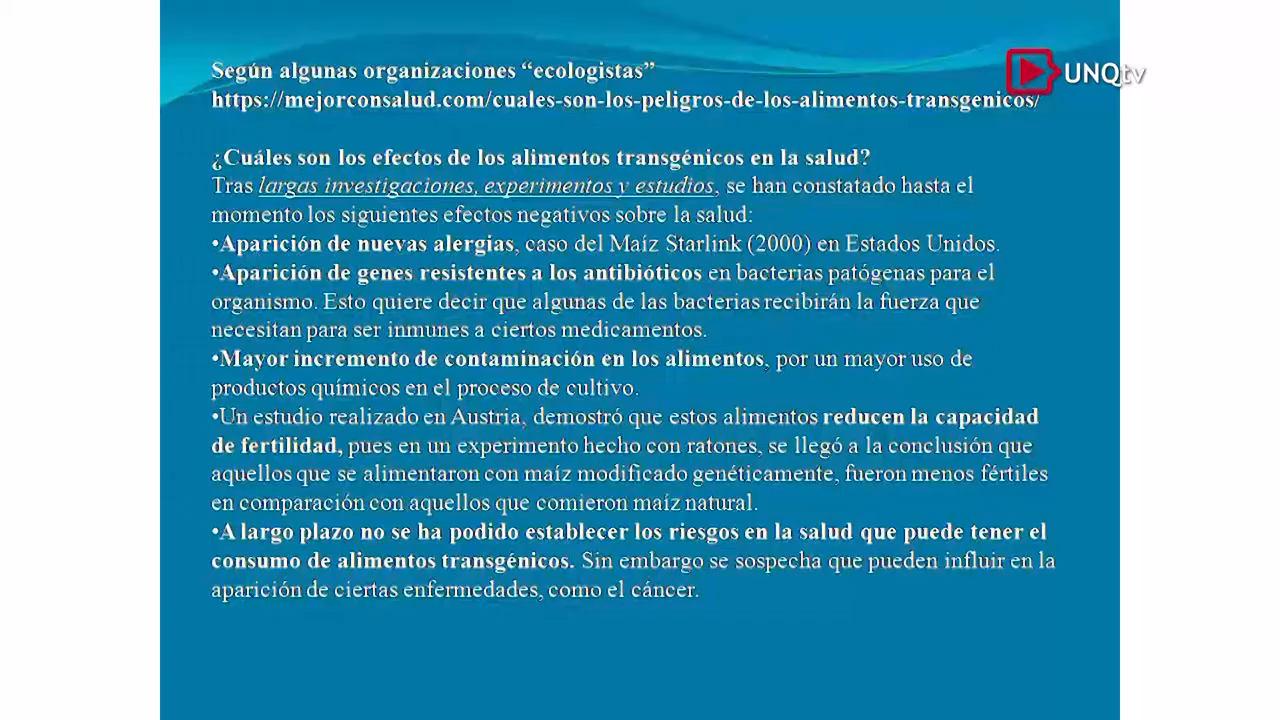 Según algunas organizaciones “ecologistas”
https://mejorconsalud.com/cuales-son-los-peligros-de-los-alimentos-transgenicos/
UNQtv
¿Cuáles son los efectos de los alimentos transgénicos en la salud?
Tras largas investigaciones, experimentos y estudios, se han constatado hasta el
momento los siguientes efectos negativos sobre la salud:
•Aparición de nuevas alergias, caso del Maíz Starlink (2000) en Estados Unidos.
•Aparición de genes resistentes a los antibióticos en bacterias patógenas para el
organismo. Esto quiere decir que algunas de las bacterias recibirán la fuerza que
necesitan para ser inmunes a ciertos medicamentos.
•Mayor incremento de contaminación en los alimentos, por un mayor uso de
productos químicos en el proceso de cultivo.
•Un estudio realizado en Austria, demostró que estos alimentos reducen la capacidad
de fertilidad, pues en un experimento hecho con ratones, se llegó a la conclusión que
aquellos que se alimentaron con maíz modificado genéticamente, fueron menos fértiles
en comparación con aquellos que comieron maíz natural.
•A largo plazo no se ha podido establecer los riesgos en la salud que puede tener el
consumo de alimentos transgénicos. Sin embargo se sospecha que pueden influir en la
aparición de ciertas enfermedades, como el cáncer.